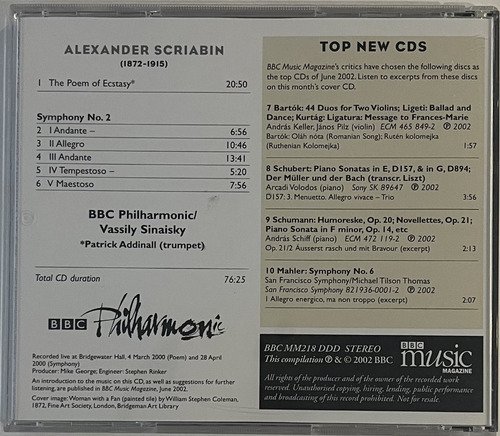 ALEXANDER SCRIABIN
(1872-1915)
1 The Poem of Ecstasy* 20:50
Symphony No. 2
2 I Andante – 6:56
3 II Allegro 10:46
4 III Andante 13:41
5 IV Tempestoso – 5:20
6 V Maestoso 7:56
BBC Philharmonic/
Vassily Sinaisky
*Patrick Addinall (trumpet)
Total CD duration 76:25
BBC Philharmonic
Recorded live at Bridgewater Hall, 4 March 2000 (Poem) and 28 April
2000 (Symphony)
Producer: Mike George; Engineer: Stephen Rinker
An introduction to the music on this CD, as well as suggestions for further
listening, are published in BBC Music Magazine, June 2002.
Cover image: Woman with a Fan (painted tile) by William Stephen Coleman,
1872, Fine Art Society, London, Bridgeman Art Library
TOP NEW CDS
BBC Music Magazine's critics have chosen the following discs as
the top CDs of June 2002. Listen to excerpts from these discs
on this month's cover CD.
7 Bartók: 44 Duos for Two Violins; Ligeti: Ballad and
Dance; Kurtág: Ligatura: Message to Frances-Marie
András Keller, János Pilz (violin) ECM 465 849-2 ℗ 2002
Bartók: Oláh nóta (Romanian Song); Rutén kolomejka
(Ruthenian Kolomejka) 1:57
8 Schubert: Piano Sonatas in E, D157, & in G, D894;
Der Müller und der Bach (transcr. Liszt)
Arcadi Volodos (piano) Sony SK 89647 ℗ 2002
D157: 3. Menuetto. Allegro vivace – Trio 3:56
9 Schumann: Humoreske, Op. 20; Novellettes, Op. 21;
Piano Sonata in F minor, Op. 14, etc
András Schiff (piano) ECM 472 119-2 ℗ 2002
Op. 21/2 Äusserst rasch und mit Bravour (excerpt) 2:13
10 Mahler: Symphony No. 6
San Francisco Symphony/Michael Tilson Thomas
San Francisco Symphony 821936-0001-2 ℗ 2002
1 Allegro energico, ma non troppo (excerpt) 2:07
BBC MM218 DDD STEREO
This compilation ℗ & © 2002 BBC
BBC music
MAGAZINE
All rights of the producer and of the owner of the recorded work
reserved. Unauthorised copying, hiring, lending, public performance
and broadcasting of this record prohibited. Not for resale.